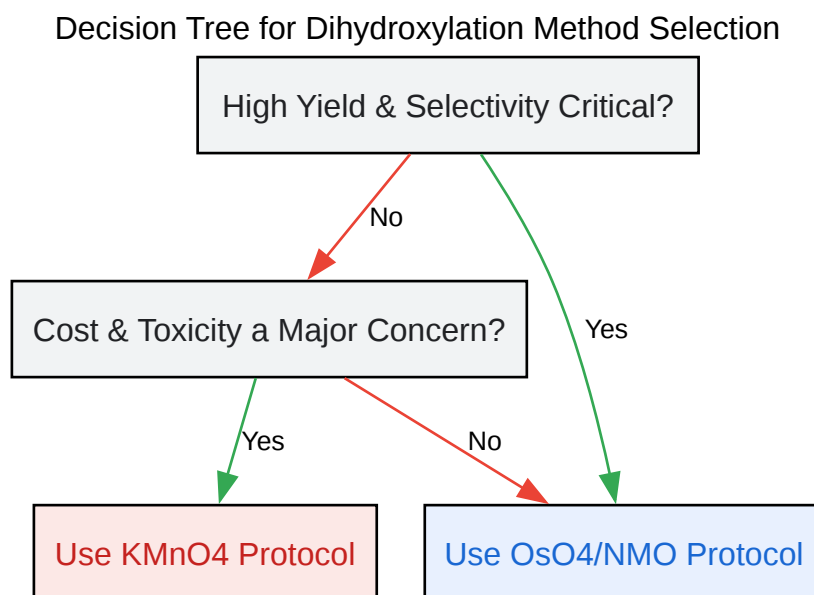 Decision Tree for Dihydroxylation Method Selection
High Yield & Selectivity Critical?
No
Cost & Toxicity a Major Concern?
Yes
Yes
No
Use KMnO4 Protocol
Use OsO4/NMO Protocol